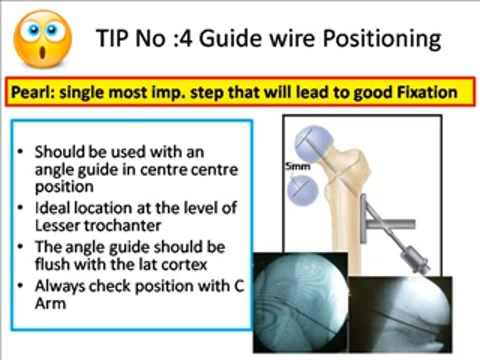 TIP No :4 Guide wire Positioning
Pearl: single most imp. step that will lead to good Fixation
• Should be used with an
angle guide in centre centre
position
• Ideal location at the level of
Lesser trochanter
• The angle guide should be
flush with the lat cortex
• Always check position with C
Arm
5mm